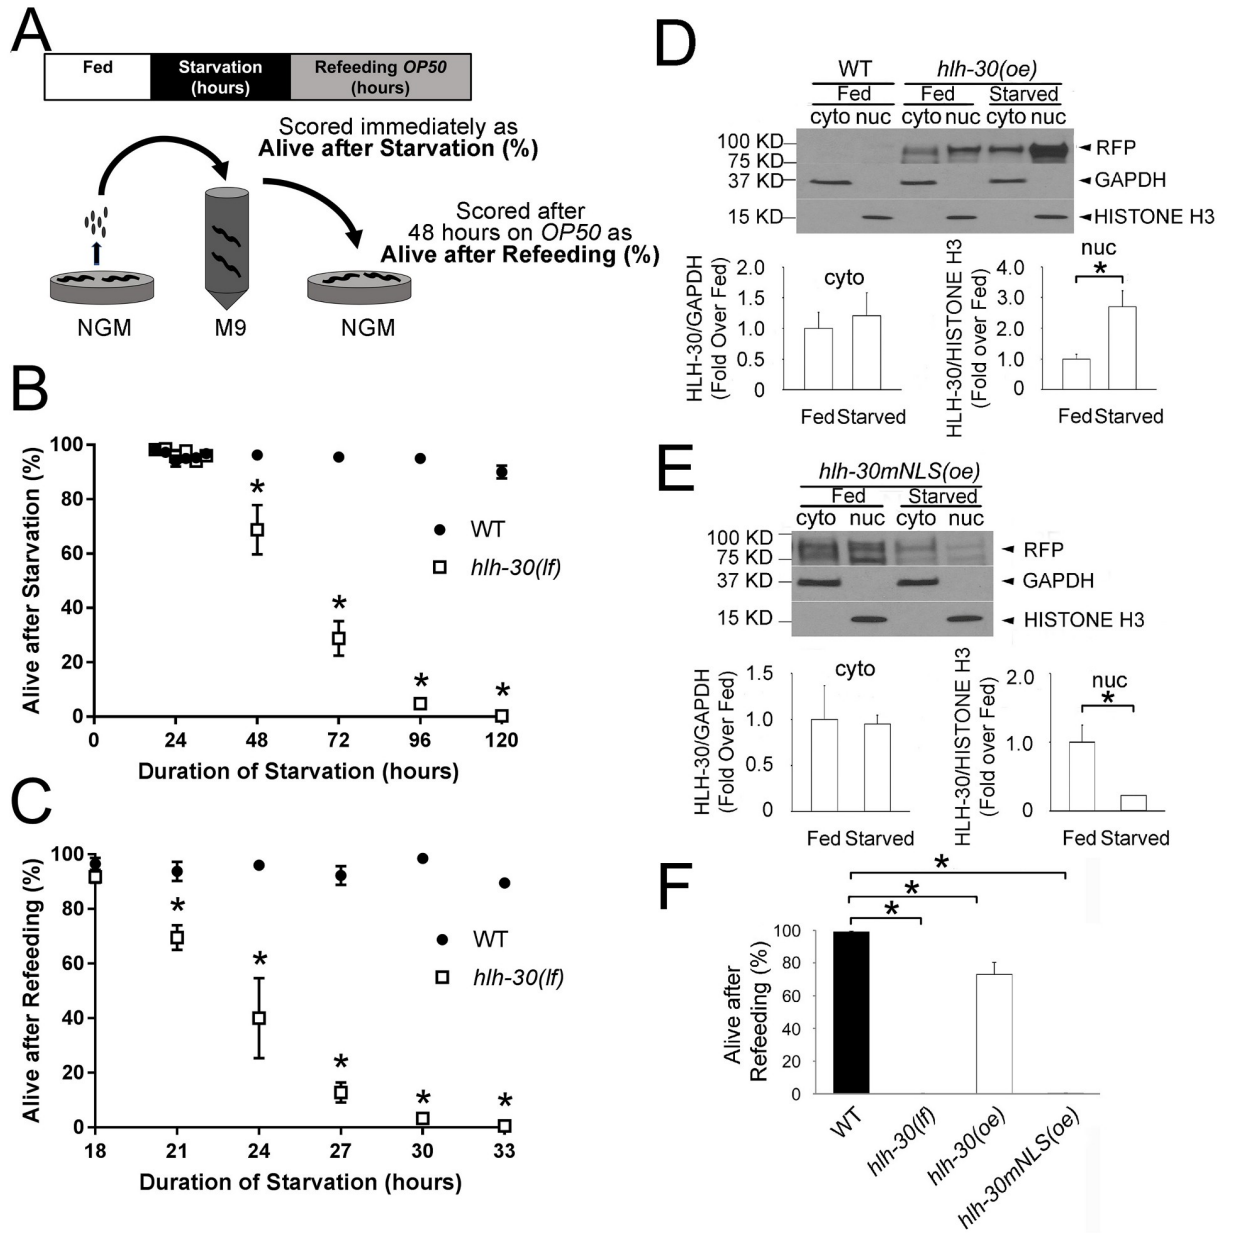 A
Fed
Starvation
(hours)
Refeeding OP50
(hours)
Scored immediately as
Alive after Starvation (%)
Scored after
48 hours on OP50 as
Alive after Refeeding (%)
NGM
M9
NGM
B
Alive after Starvation (%)
100
80
60
40
20
0
*
*
*
*
WT
hlh-30(lf)
0 24 48 72 96 120
Duration of Starvation (hours)
C
Alive after Refeeding (%)
100
80
60
40
20
0
*
*
*
*
*
WT
hlh-30(lf)
18 21 24 27 30 33
Duration of Starvation (hours)
D
WT hlh-30(oe)
Fed Fed Starved
cyto nuc cyto nuc cyto nuc
100 KD
75 KD
37 KD
15 KD
RFP
GAPDH
HISTONE H3
HLH-30/GAPDH
(Fold Over Fed)
2.0
1.5
1.0
0.5
0
cyto
Fed Starved
HLH-30/HISTONE H3
(Fold over Fed)
4.0
3.0
2.0
1.0
0
nuc
*
Fed Starved
E
hlh-30mNLS(oe)
Fed Starved
cyto nuc cyto nuc
100 KD
75 KD
37 KD
15 KD
RFP
GAPDH
HISTONE H3
HLH-30/GAPDH
(Fold Over Fed)
1.5
1.0
0.5
0
cyto
Fed Starved
HLH-30/HISTONE H3
(Fold over Fed)
2.0
1.0
0
nuc
*
Fed Starved
F
*
*
*
Alive after
Refeeding (%)
100
80
60
40
20
0
WT
hlh-30(lf)
hlh-30(oe)
hlh-30mNLS(oe)